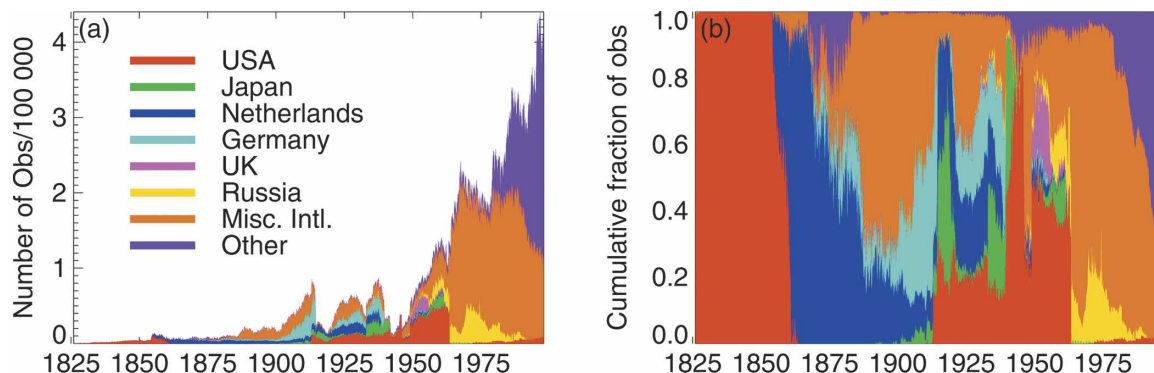 (a)
Number of Obs/100 000
4
3
2
1
0
USA
Japan
Netherlands
Germany
UK
Russia
Misc. Intl.
Other
1825 1850 1875 1900 1925 1950 1975
(b)
Cumulative fraction of obs
1.0
0.8
0.6
0.4
0.2
0.0
1825 1850 1875 1900 1925 1950 1975